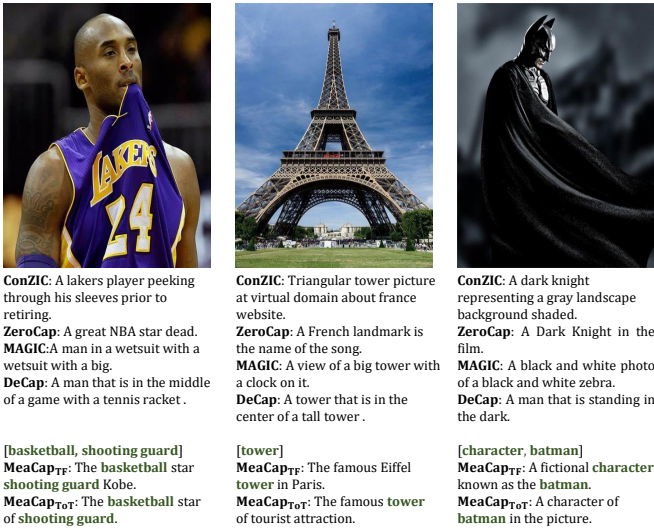 LAKERS
24
ConZIC: A lakers player peeking
through his sleeves prior to
retiring.
ZeroCap: A great NBA star dead.
MAGIC:A man in a wetsuit with a
wetsuit with a big.
DeCap: A man that is in the middle
of a game with a tennis racket .
[basketball, shooting guard]
MeaCapTF: The basketball star
shooting guard Kobe.
MeaCapToT: The basketball star
of shooting guard.
ConZIC: Triangular tower picture
at virtual domain about france
website.
ZeroCap: A French landmark is
the name of the song.
MAGIC: A view of a big tower with
a clock on it.
DeCap: A tower that is in the
center of a tall tower .
[tower]
MeaCapTF: The famous Eiffel
tower in Paris.
MeaCapToT: The famous tower
of tourist attraction.
ConZIC: A dark knight
representing a gray landscape
background shaded.
ZeroCap: A Dark Knight in the
film.
MAGIC: A black and white photo
of a black and white zebra.
DeCap: A man that is standing in
the dark.
[character, batman]
MeaCapTF: A fictional character
known as the batman.
MeaCapToT: A character of
batman in the picture.